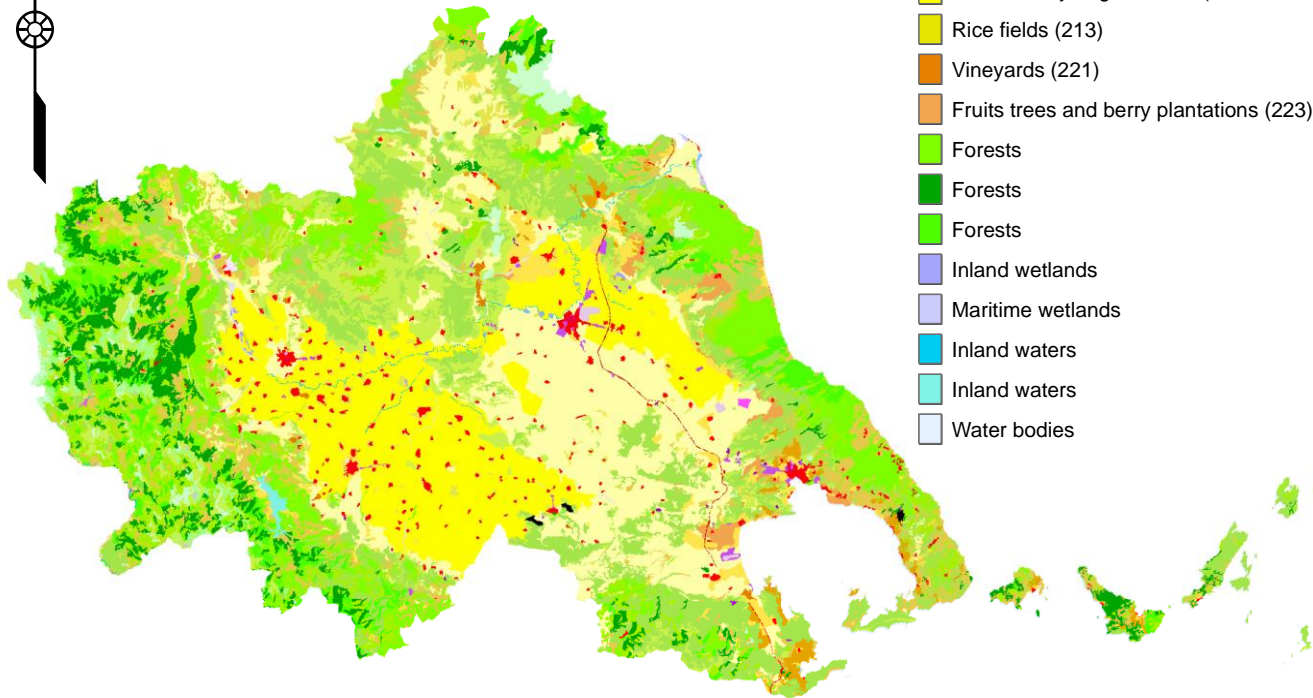 Rice fields (213)
Vineyards (221)
Fruits trees and berry plantations (223)
Forests
Forests
Forests
Inland wetlands
Maritime wetlands
Inland waters
Inland waters
Water bodies